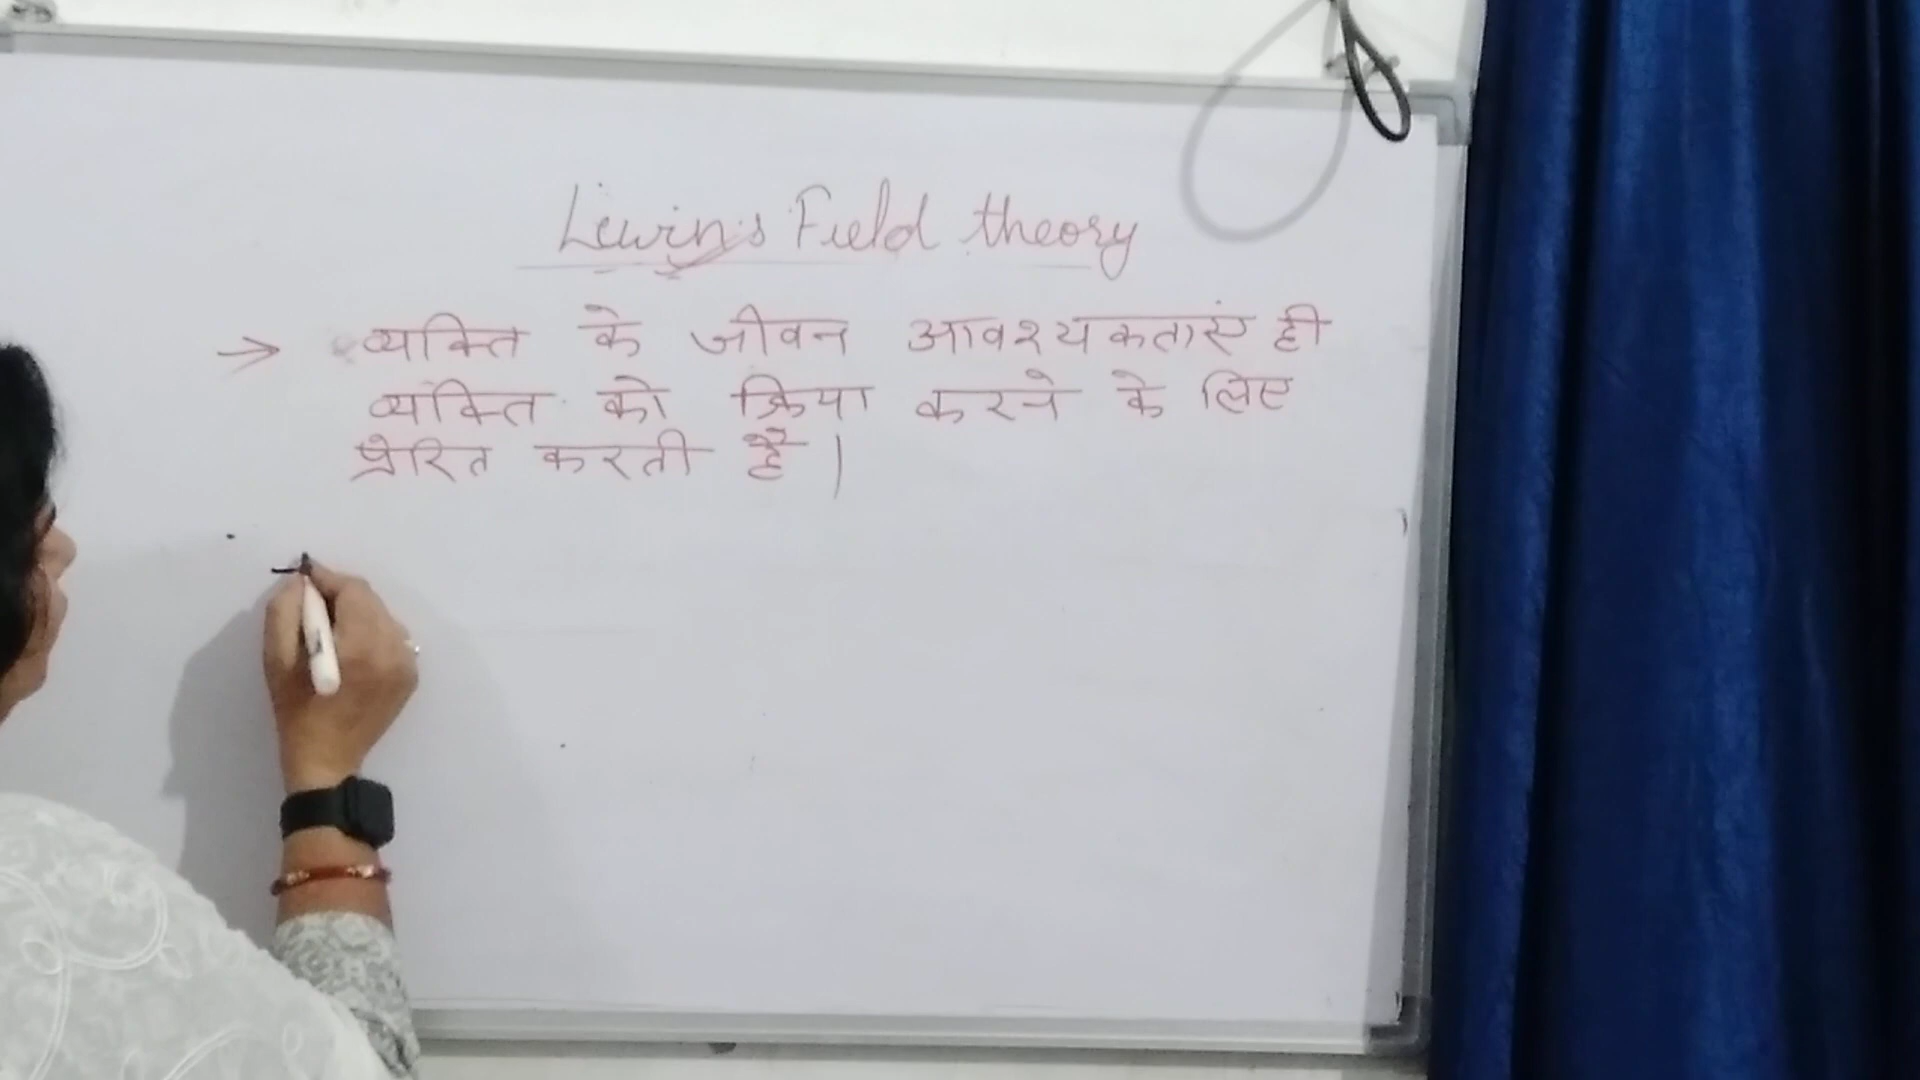 Lewin's Field theory
→ व्यक्ति के जीवन आवश्यकताएं ही
व्यक्ति को क्रिया करने के लिए
प्रेरित करती है।